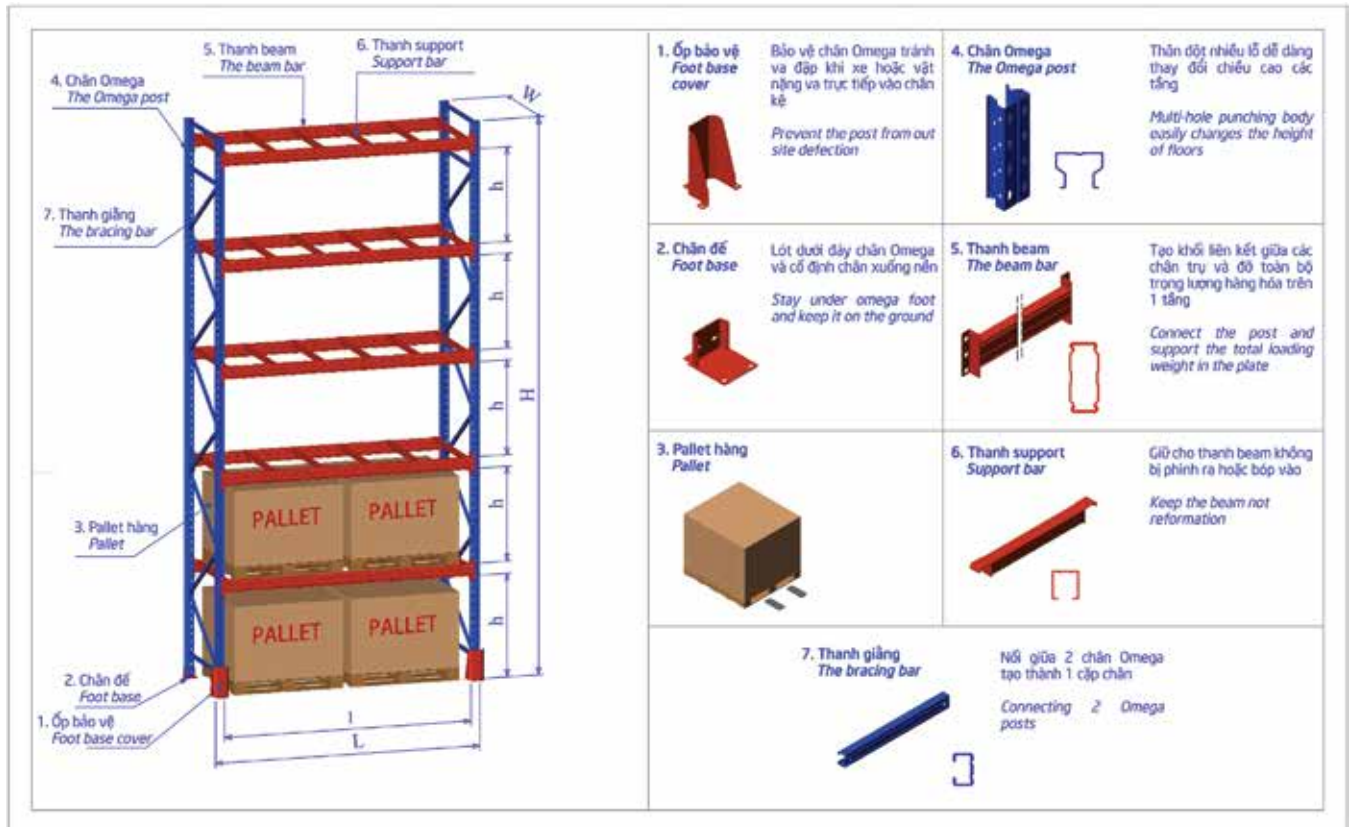 5. Thanh beam
The beam bar
6. Thanh support
Support bar
4. Chân Omega
The Omega post
W
7. Thanh giằng
The bracing bar
h
h
h
h
h
H
3. Pallet hàng
Pallet
PALLET
PALLET
PALLET
PALLET
2. Chân đế
Foot base
1. Ốp bảo vệ
Foot base cover
l
L
1. Ốp bảo vệ
Foot base
cover
Bảo vệ chân Omega tránh
va đập khi xe hoặc vật
nặng va trực tiếp vào chân
kệ
Prevent the post from out
site defection
4. Chân Omega
The Omega post
Thân đột nhiều lỗ dễ dàng
thay đổi chiều cao các
tầng
Multi-hole punching body
easily changes the height
of floors
2. Chân đế
Foot base
Lót dưới đáy chân Omega
và cố định chân xuống nền
Stay under omega foot
and keep it on the ground
5. Thanh beam
The beam bar
Tạo khối liên kết giữa các
chân trụ và đỡ toàn bộ
trọng lượng hàng hóa trên
1 tầng
Connect the post and
support the total loading
weight in the plate
3. Pallet hàng
Pallet
6. Thanh support
Support bar
Giữ cho thanh beam không
bị phình ra hoặc bóp vào
Keep the beam not
reformation
7. Thanh giằng
The bracing bar
Nối giữa 2 chân Omega
tạo thành 1 cặp chân
Connecting 2 Omega
posts